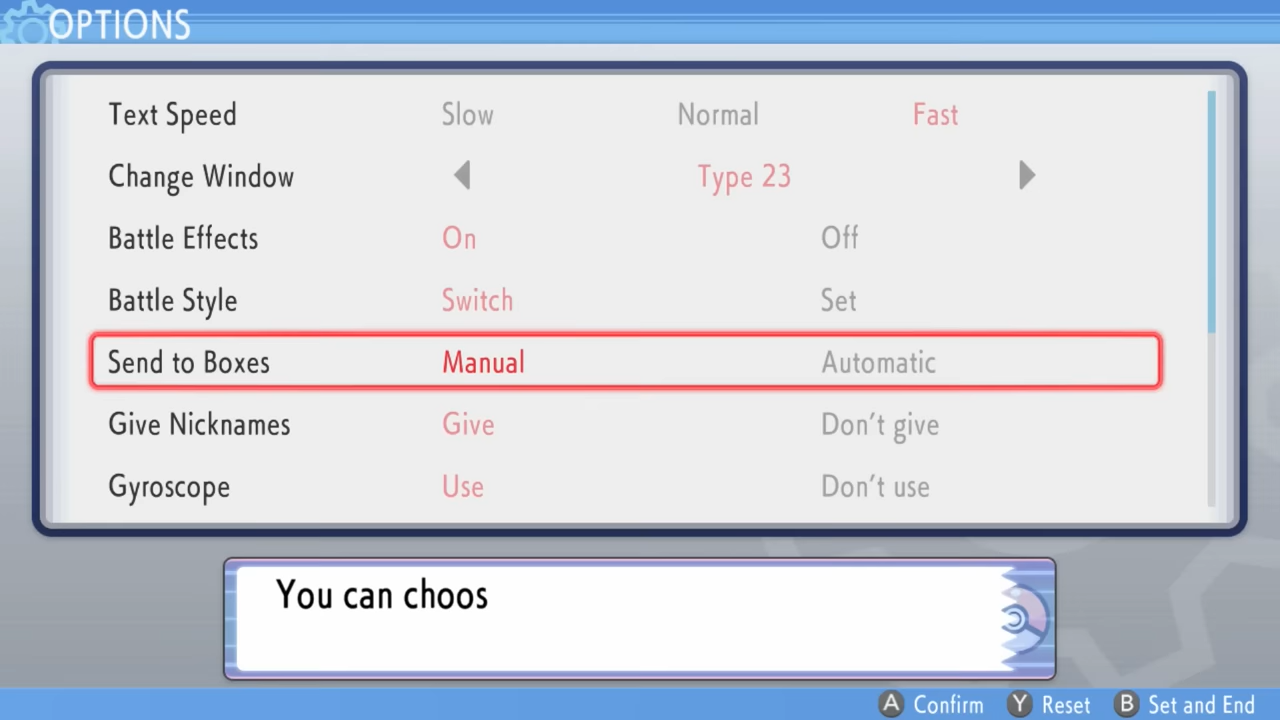 OPTIONS
Text Speed Slow Normal Fast
Change Window Type 23
Battle Effects On Off
Battle Style Switch Set
Send to Boxes Manual Automatic
Give Nicknames Give Don't give
Gyroscope Use Don't use
You can choos
A Confirm Y Reset B Set and End